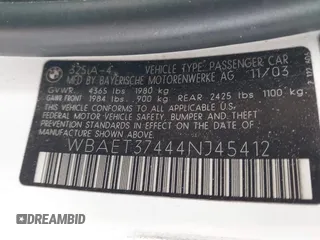 325iA-4 VEHICLE TYPE: PASSENGER CAR
MFD BY BAYERISCHE MOTORENWERKE AG 11/03
GVWR: 4365 lbs 1980 kg
GAWR FRONT 1984 lbs 900 kg REAR 2425 lbs 1100 kg
THIS VEHICLE CONFORMS TO ALL APPLICABLE
FEDERAL MOTOR VEHICLE
SAFETY, BUMPER AND THEFT
PREVENTION STANDARDS IN EFFECT
ON THE DATE OF MANUFACTURE
SHOWN ABOVE.
WBAET37444NJ45412
DREAMBID